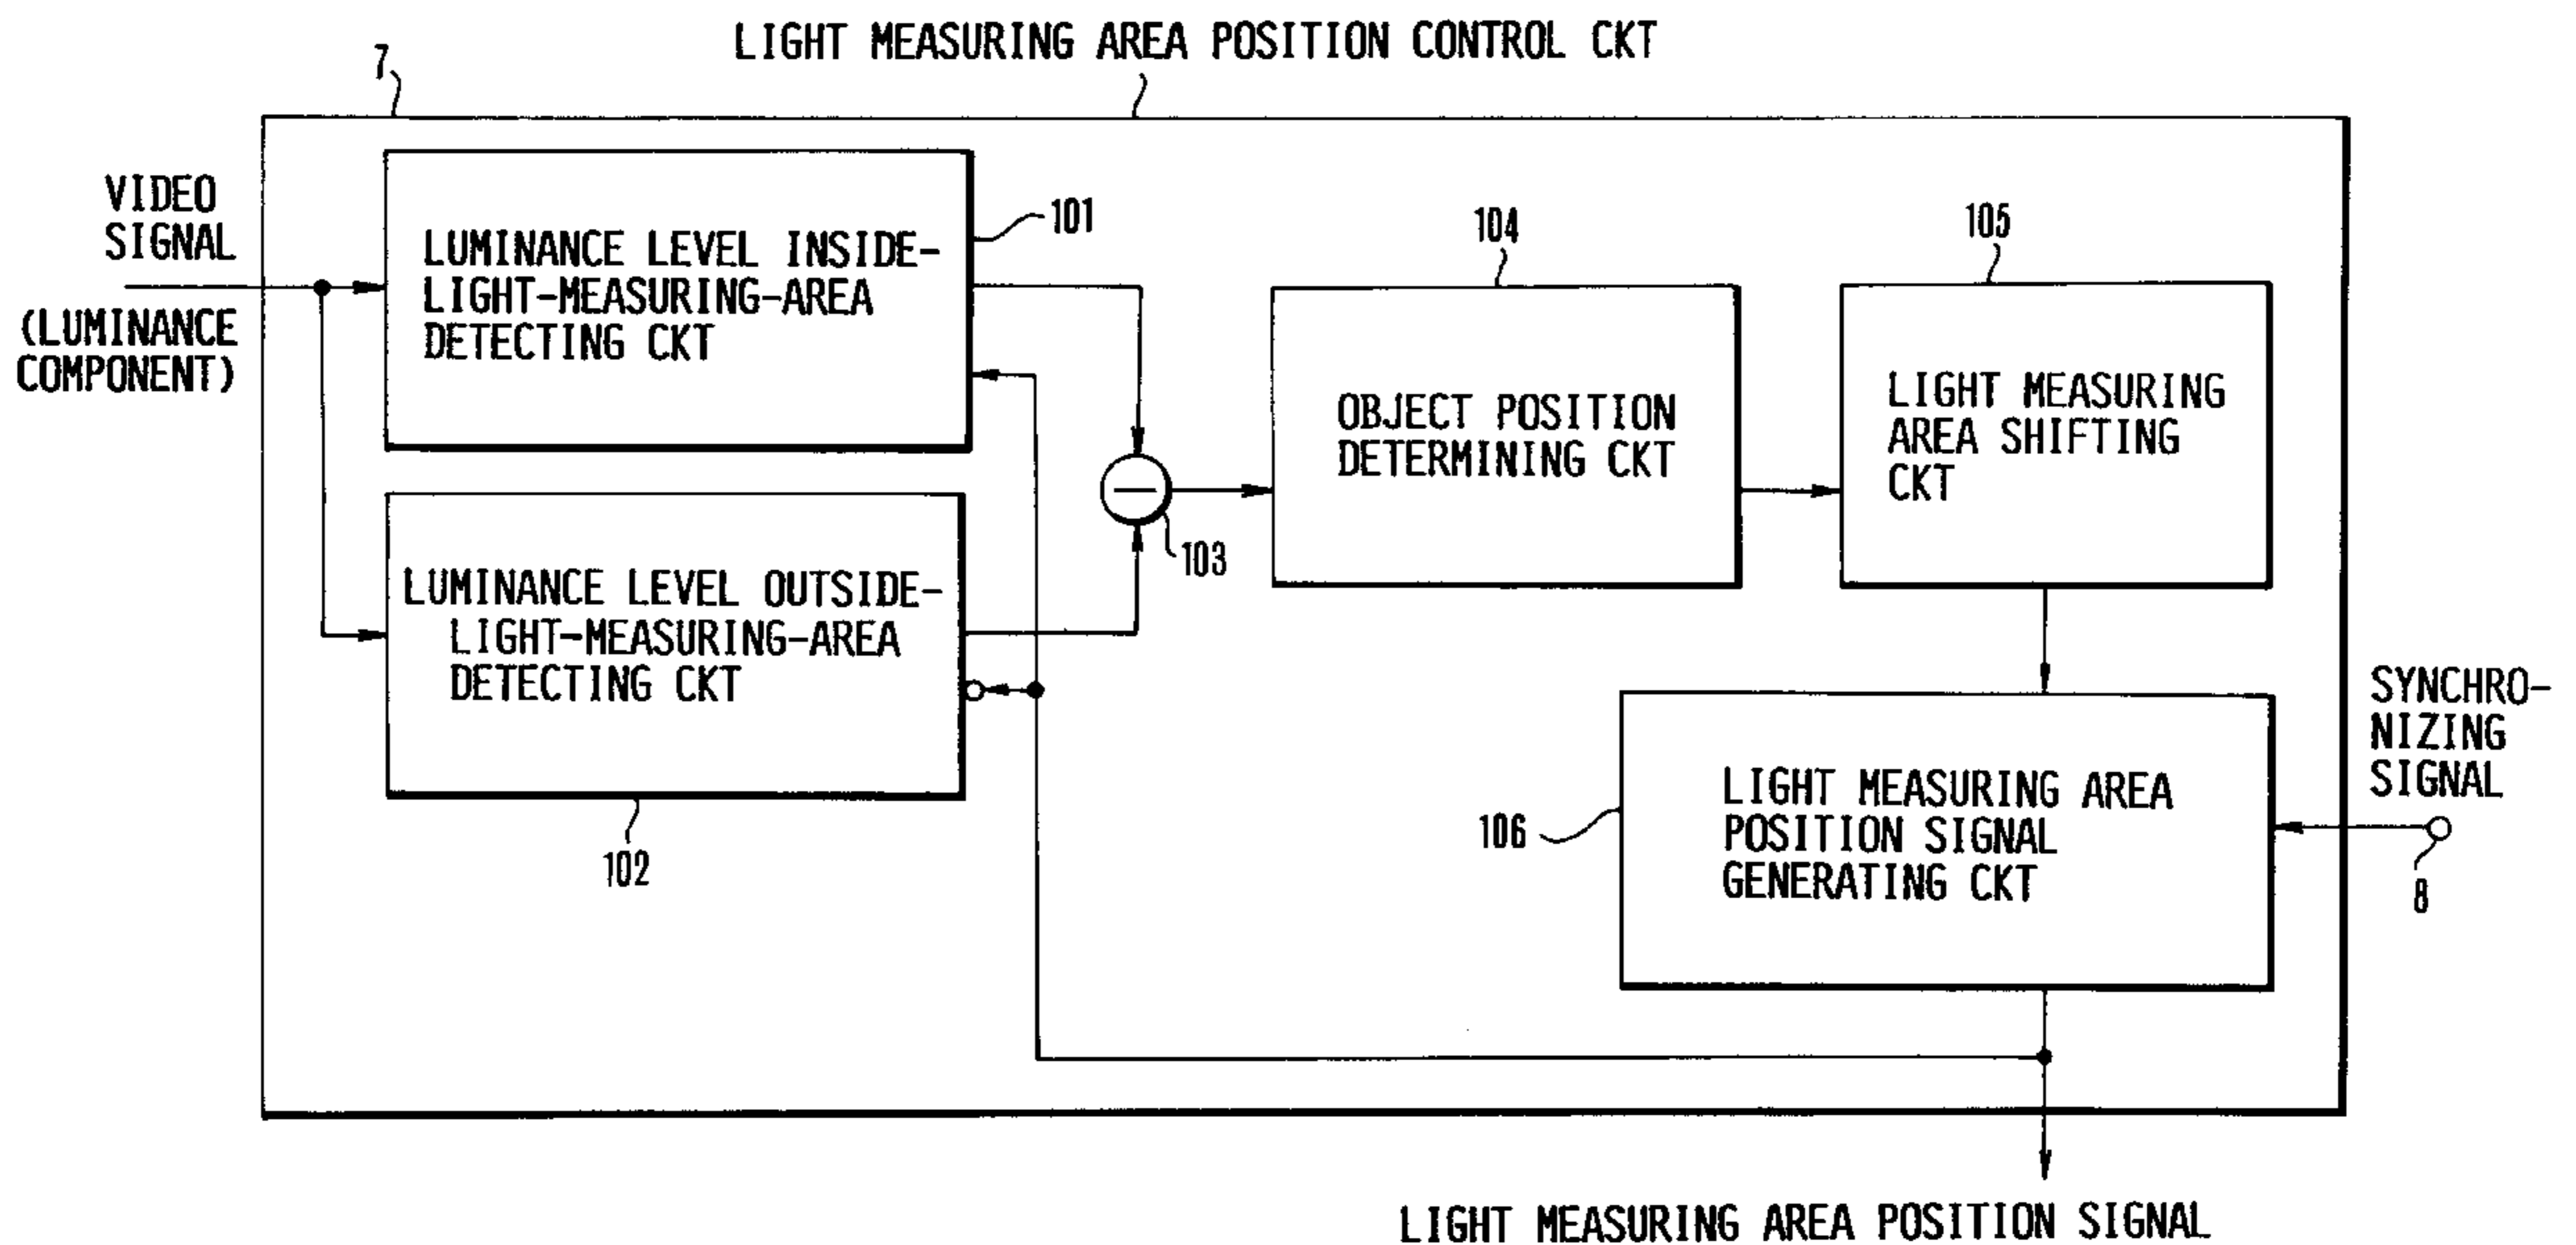 LIGHT MEASURING AREA POSITION CONTROL CKT
7
VIDEO
SIGNAL
(LUMINANCE
COMPONENT)
LUMINANCE LEVEL INSIDE-
LIGHT-MEASURING-AREA
DETECTING CKT
101
LUMINANCE LEVEL OUTSIDE-
LIGHT-MEASURING-AREA
DETECTING CKT
102
103
104
OBJECT POSITION
DETERMINING CKT
105
LIGHT MEASURING
AREA SHIFTING
CKT
106
LIGHT MEASURING AREA
POSITION SIGNAL
GENERATING CKT
SYNCHRO-
NIZING
SIGNAL
8
LIGHT MEASURING AREA POSITION SIGNAL